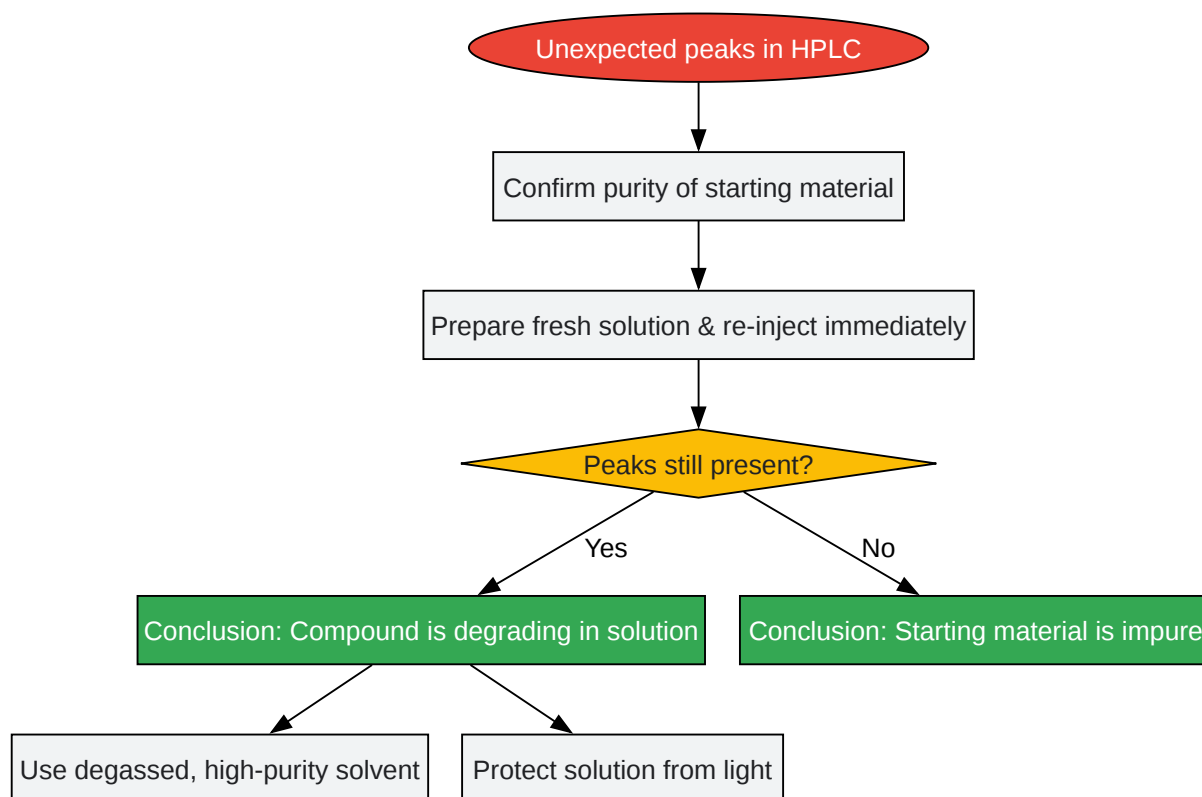 Unexpected peaks in HPLC
Confirm purity of starting material
Prepare fresh solution & re-inject immediately
Peaks still present?
Yes
No
Conclusion: Compound is degrading in solution
Conclusion: Starting material is impure
Use degassed, high-purity solvent
Protect solution from light